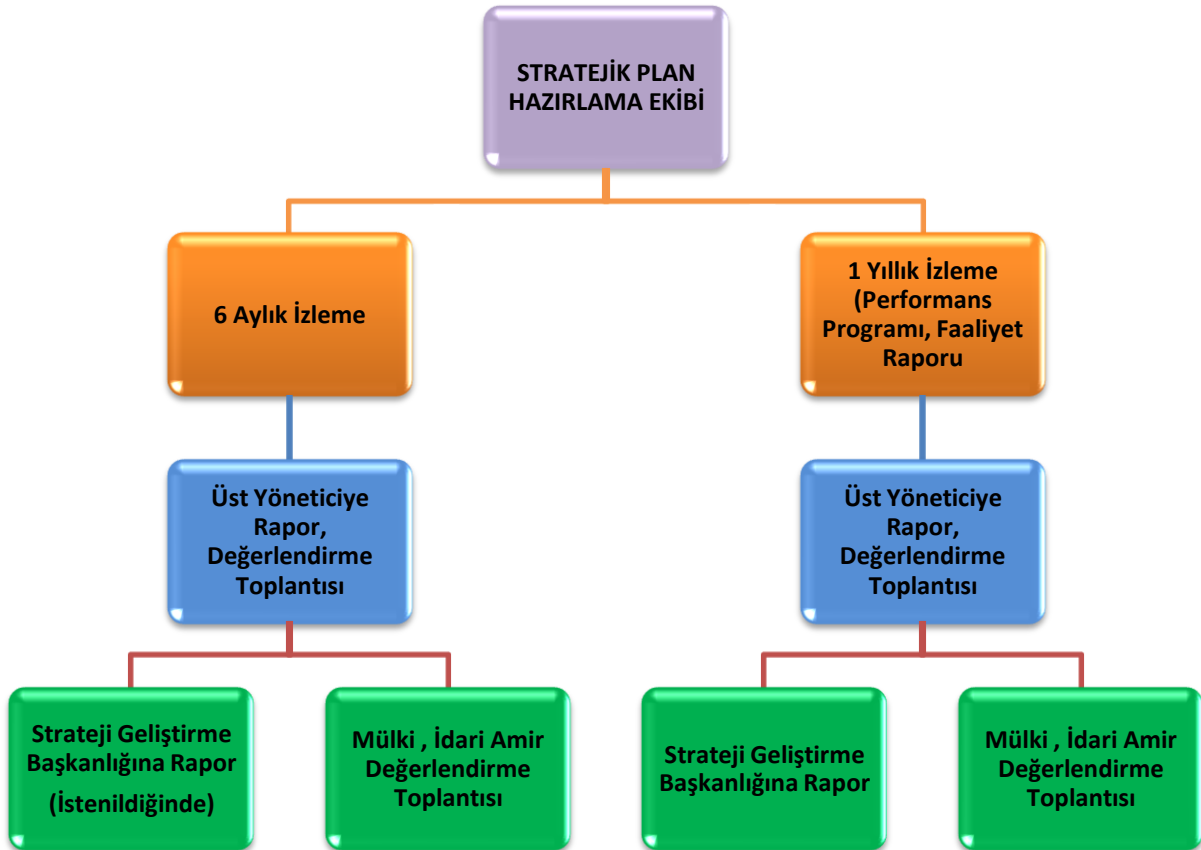 STRATEJİK PLAN
HAZIRLAMA EKİBİ
6 Aylık İzleme
1 Yıllık İzleme
(Performans
Programı, Faaliyet
Raporu
Üst Yöneticiye
Rapor,
Değerlendirme
Toplantısı
Üst Yöneticiye
Rapor,
Değerlendirme
Toplantısı
Strateji Geliştirme
Başkanlığına Rapor
(İstenildiğinde)
Mülki , İdari Amir
Değerlendirme
Toplantısı
Strateji Geliştirme
Başkanlığına Rapor
Mülki , İdari Amir
Değerlendirme
Toplantısı